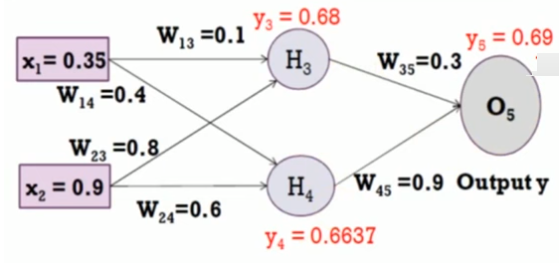 y₃ = 0.68
W₁₃ =0.1
y₅ = 0.69
x₁= 0.35
H₃
W₃₅=0.3
W₁₄ =0.4
O₅
W₂₃ =0.8
x₂ = 0.9
H₄
W₄₅ =0.9 Output y
W₂₄=0.6
y₄ = 0.6637